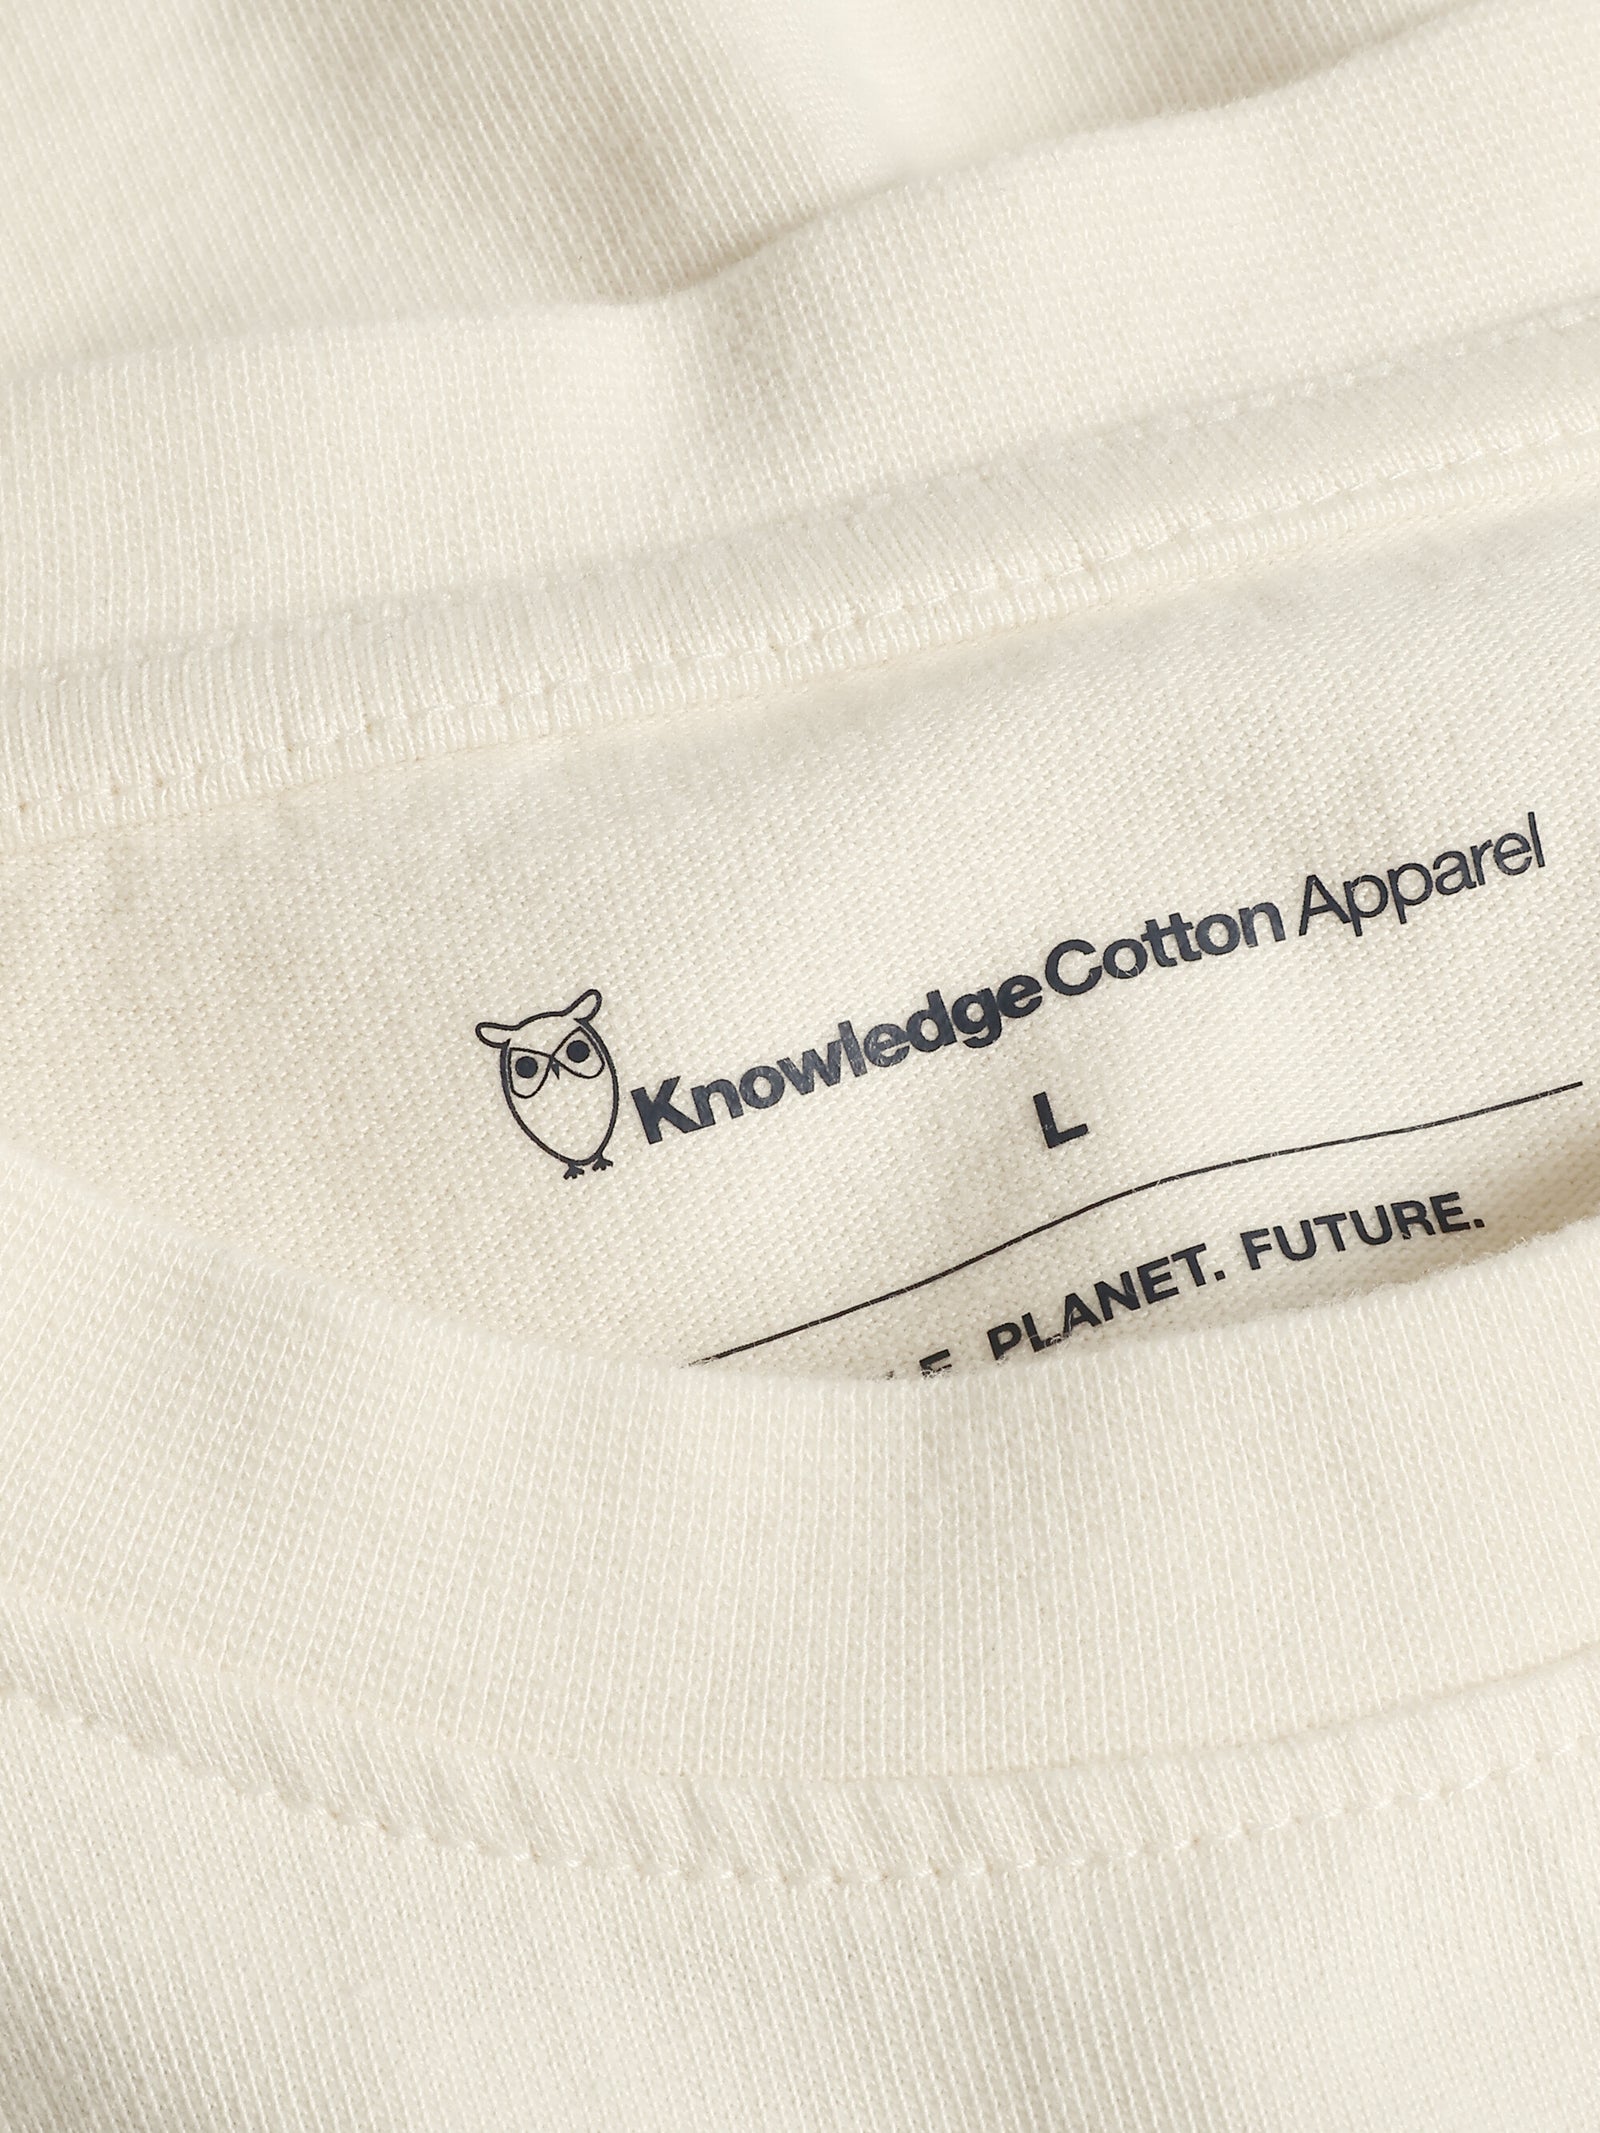 KnowledgeCotton Apparel
L
PLANET. FUTURE.